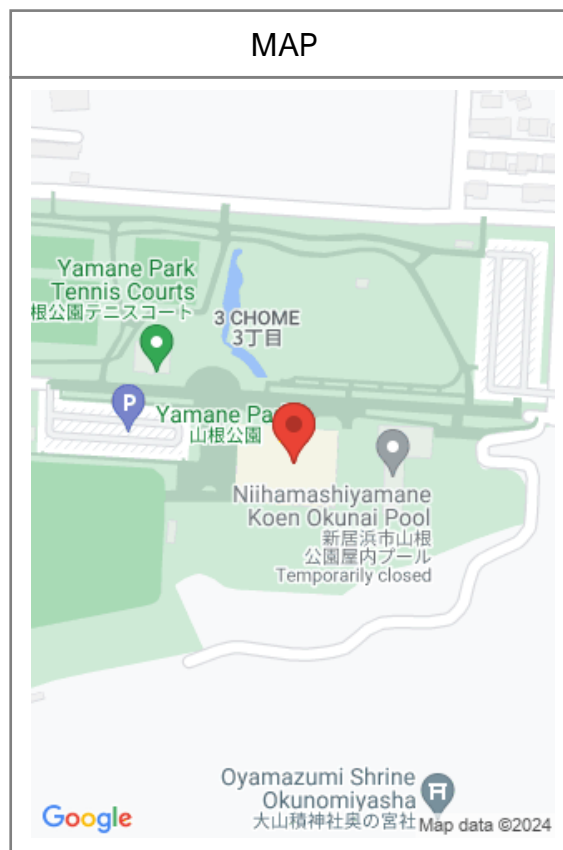 MAP
Yamane Park
Tennis Courts
根公園テニスコート
3 CHOME
3丁目
P
Yamane Pa
山根公園
Niihamashiyamane
Koen Okunai Pool
新居浜市山根
公園屋内プール
Temporarily closed
Oyamazumi Shrine
Okunomiyasha
大山積神社奥の宮社
Google
Map data ©2024